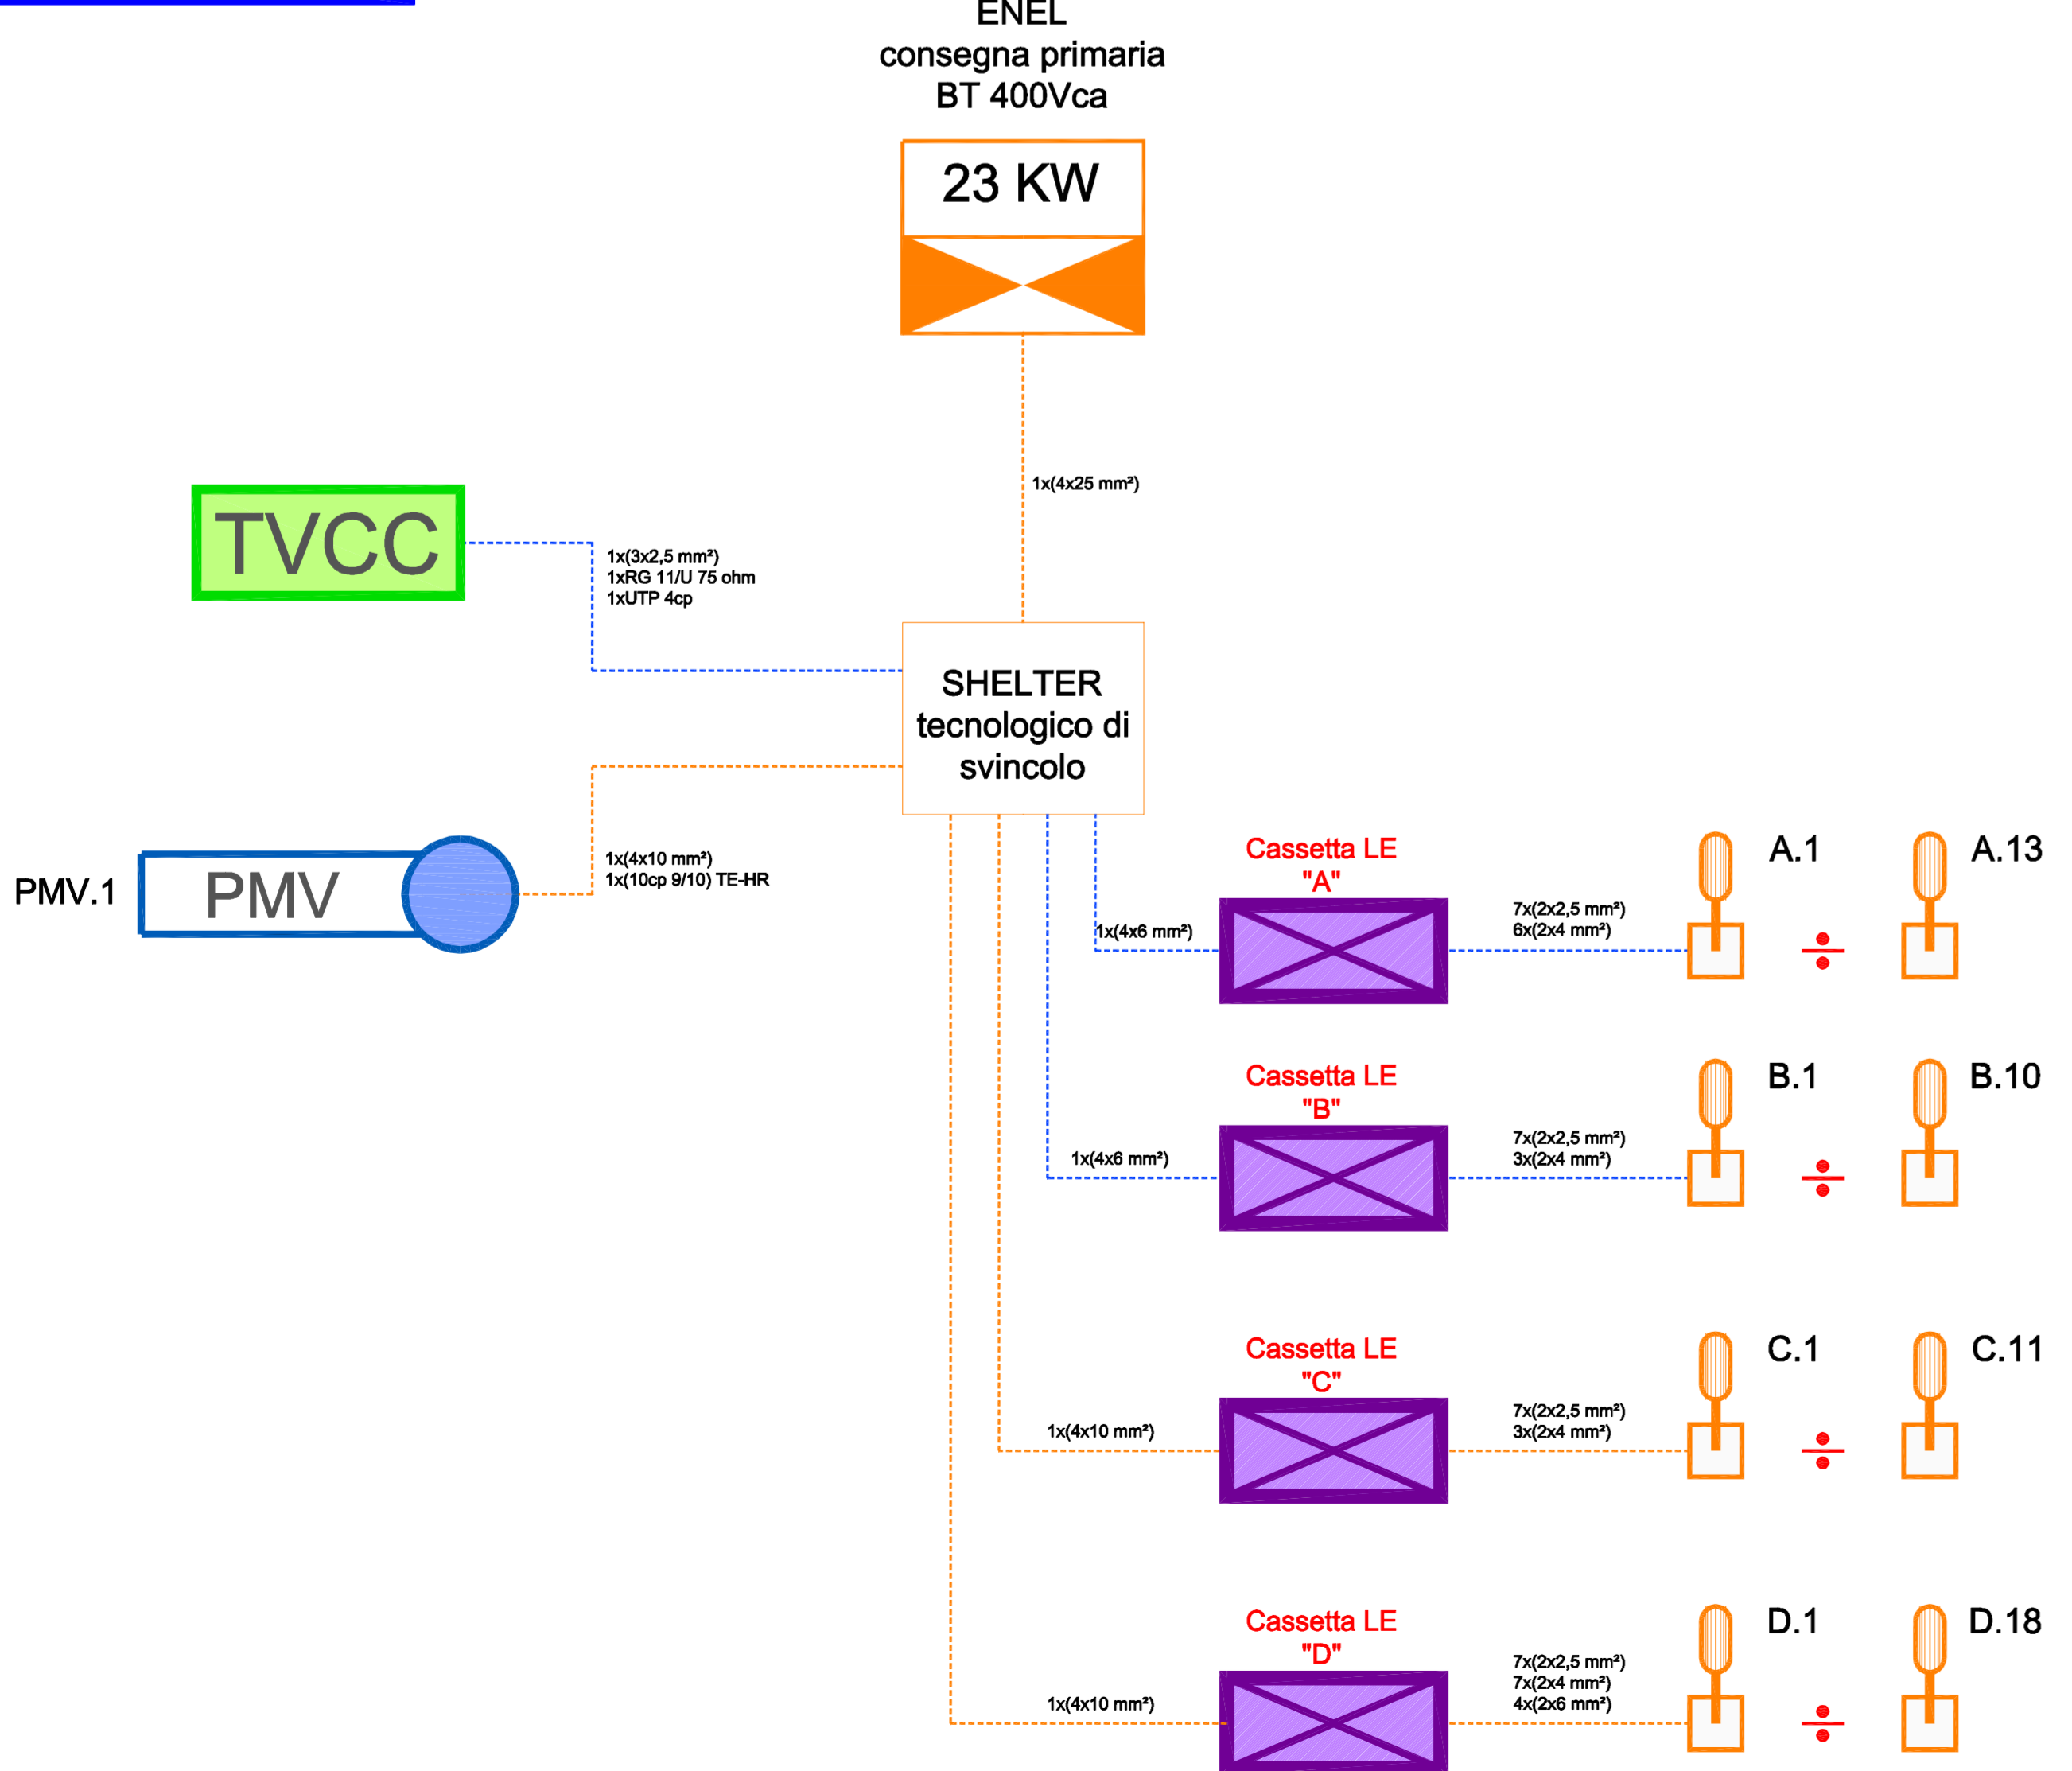 ENEL
consegna primaria
BT 400Vca
23 KW
1x(4x25 mm²)
TVCC
1x(3x2,5 mm²)
1xRG 11/U 75 ohm
1xUTP 4cp
SHELTER
tecnologico di
svincolo
PMV.1
PMV
1x(4x10 mm²)
1x(10cp 9/10) TE-HR
Cassetta LE
"A"
1x(4x6 mm²)
7x(2x2,5 mm²)
6x(2x4 mm²)
A.1
A.13
Cassetta LE
"B"
1x(4x6 mm²)
7x(2x2,5 mm²)
3x(2x4 mm²)
B.1
B.10
Cassetta LE
"C"
1x(4x10 mm²)
7x(2x2,5 mm²)
3x(2x4 mm²)
C.1
C.11
Cassetta LE
"D"
1x(4x10 mm²)
7x(2x2,5 mm²)
7x(2x4 mm²)
4x(2x6 mm²)
D.1
D.18